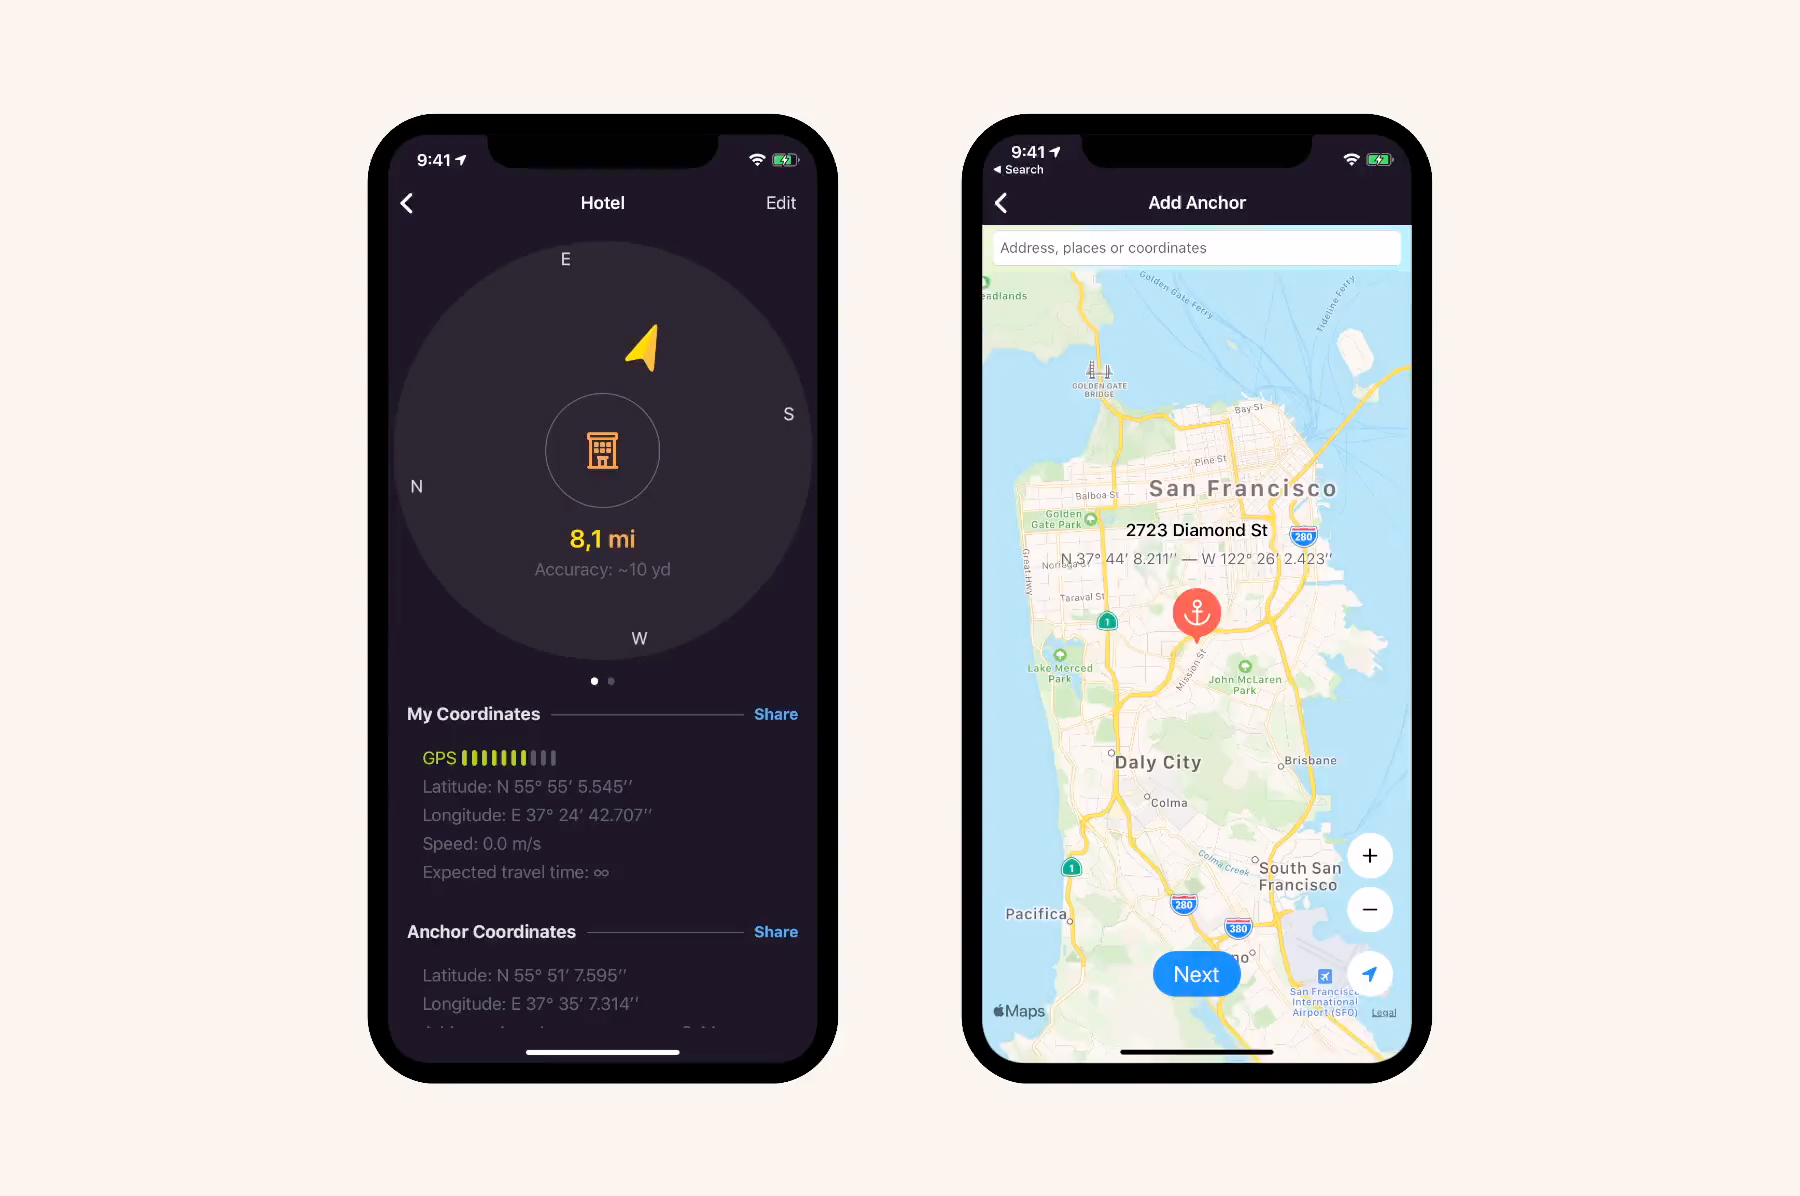 9:41
Hotel
Edit
E
S
N
8,1 mi
Accuracy: ~10 yd
W
My Coordinates
Share
GPS
Latitude: N 55° 55′ 5.545′′
Longitude: E 37° 24′ 42.707′′
Speed: 0.0 m/s
Expected travel time: ∞
Anchor Coordinates
Share
Latitude: N 55° 51′ 7.595′′
Longitude: E 37° 35′ 7.314′′
9:41
Search
Add Anchor
Address, places or coordinates
Golden Gate Ferry
Tideline Ferry
eadlands
GOLDEN GATE
BRIDGE
Bay St
Pine St
San Francisco
Balboa St
Golden
Gate Park
2723 Diamond St
280
N 37° 44′ 8.211′′ — W 122° 26′ 2.423′′
Great Hwy
Noriega St
Taraval St
1
Mission St
Lake Merced
Park
John McLaren
Park
Daly City
Brisbane
Colma
Colma Creek
South San
Francisco
1
280
Pacifica
380
no
Next
San Francisco
International
Airport (SFO)
Maps
Legal